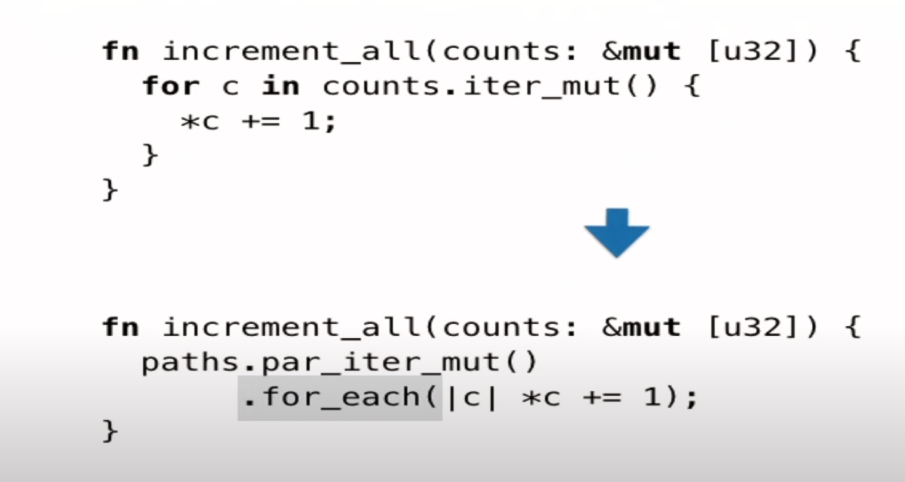 fn increment_all(counts: &mut [u32]) {
for c in counts.iter_mut() {
*c += 1;
}
}
fn increment_all(counts: &mut [u32]) {
paths.par_iter_mut()
.for_each(|c| *c += 1);
}